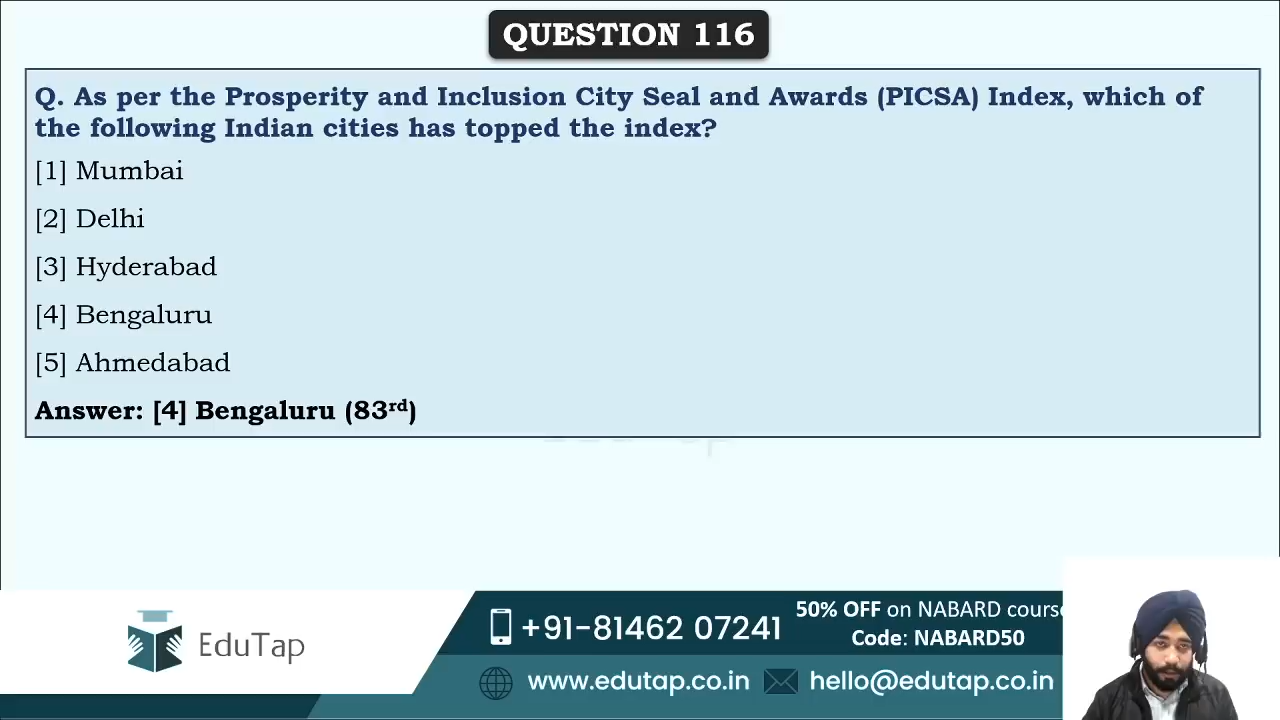 QUESTION 116
Q. As per the Prosperity and Inclusion City Seal and Awards (PICSA) Index, which of
the following Indian cities has topped the index?
[1] Mumbai
[2] Delhi
[3] Hyderabad
[4] Bengaluru
[5] Ahmedabad
Answer: [4] Bengaluru (83rd)
EduTap
+91-81462 07241
50% OFF on NABARD course
Code: NABARD50
www.edutap.co.in
hello@edutap.co.in